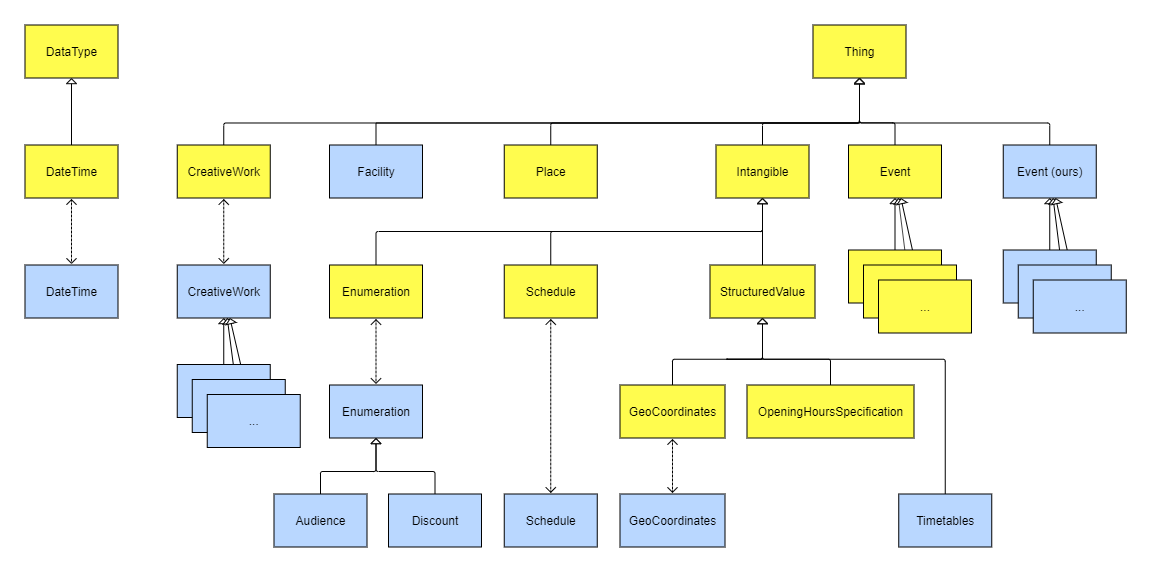 DataType
Thing
DateTime
CreativeWork
Facility
Place
Intangible
Event
Event (ours)
DateTime
CreativeWork
Enumeration
Schedule
StructuredValue
...
...
...
Enumeration
GeoCoordinates
OpeningHoursSpecification
Audience
Discount
Schedule
GeoCoordinates
Timetables